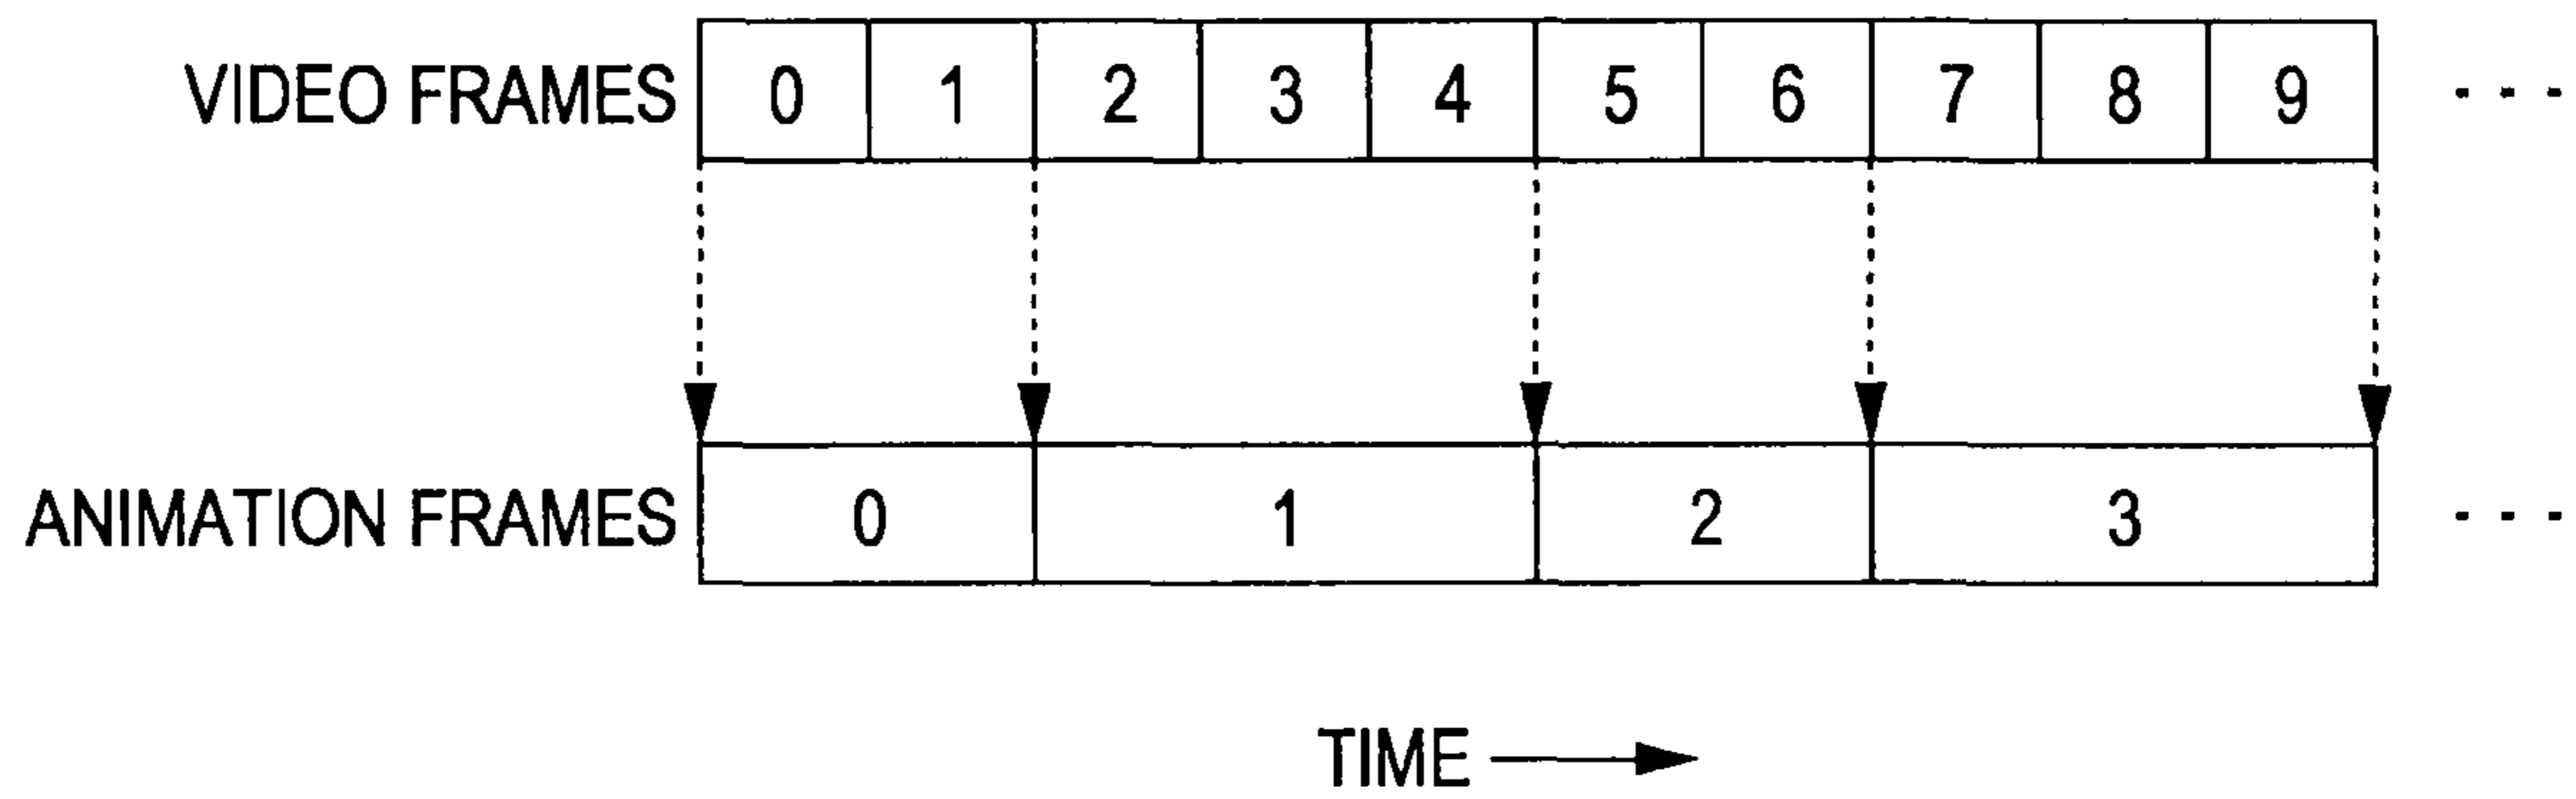 VIDEO FRAMES 0 1 2 3 4 5 6 7 8 9 ...
ANIMATION FRAMES 0 1 2 3 ...
TIME